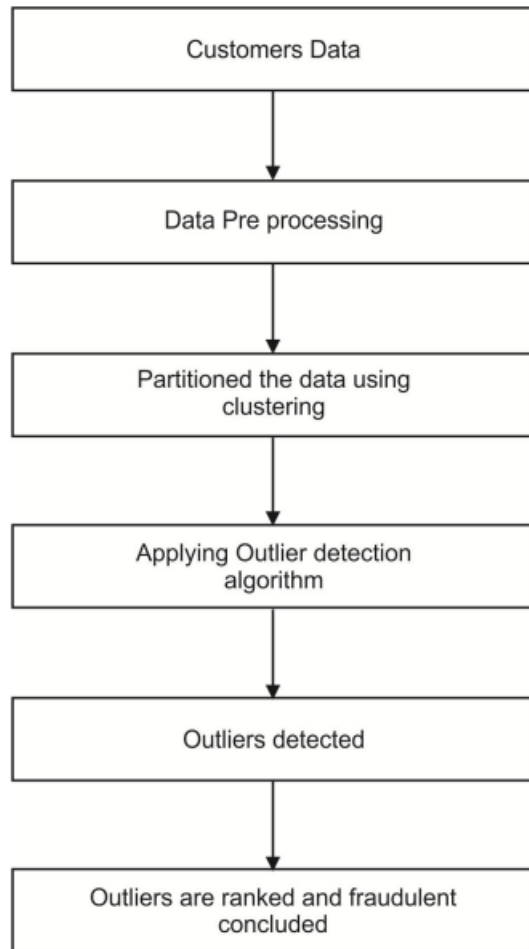 Customers Data
Data Pre processing
Partitioned the data using
clustering
Applying Outlier detection
algorithm
Outliers detected
Outliers are ranked and fraudulent
concluded